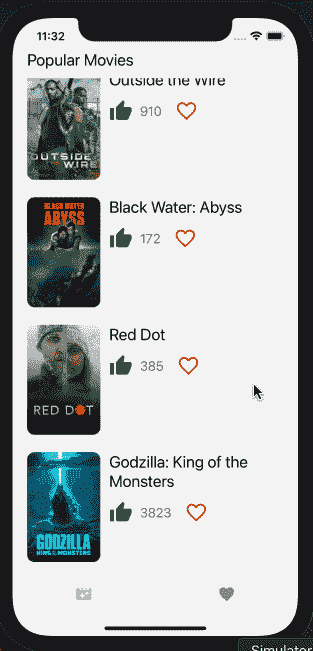 11:32
Popular Movies
Outside the Wire
910
OUTSIDE
WIRE
Black Water: Abyss
BLACK WATER
ABYSS
172
Red Dot
385
RED DOT
Godzilla: King of the
Monsters
3823
GODZILLA
KING OF THE MONSTERS
Simulator